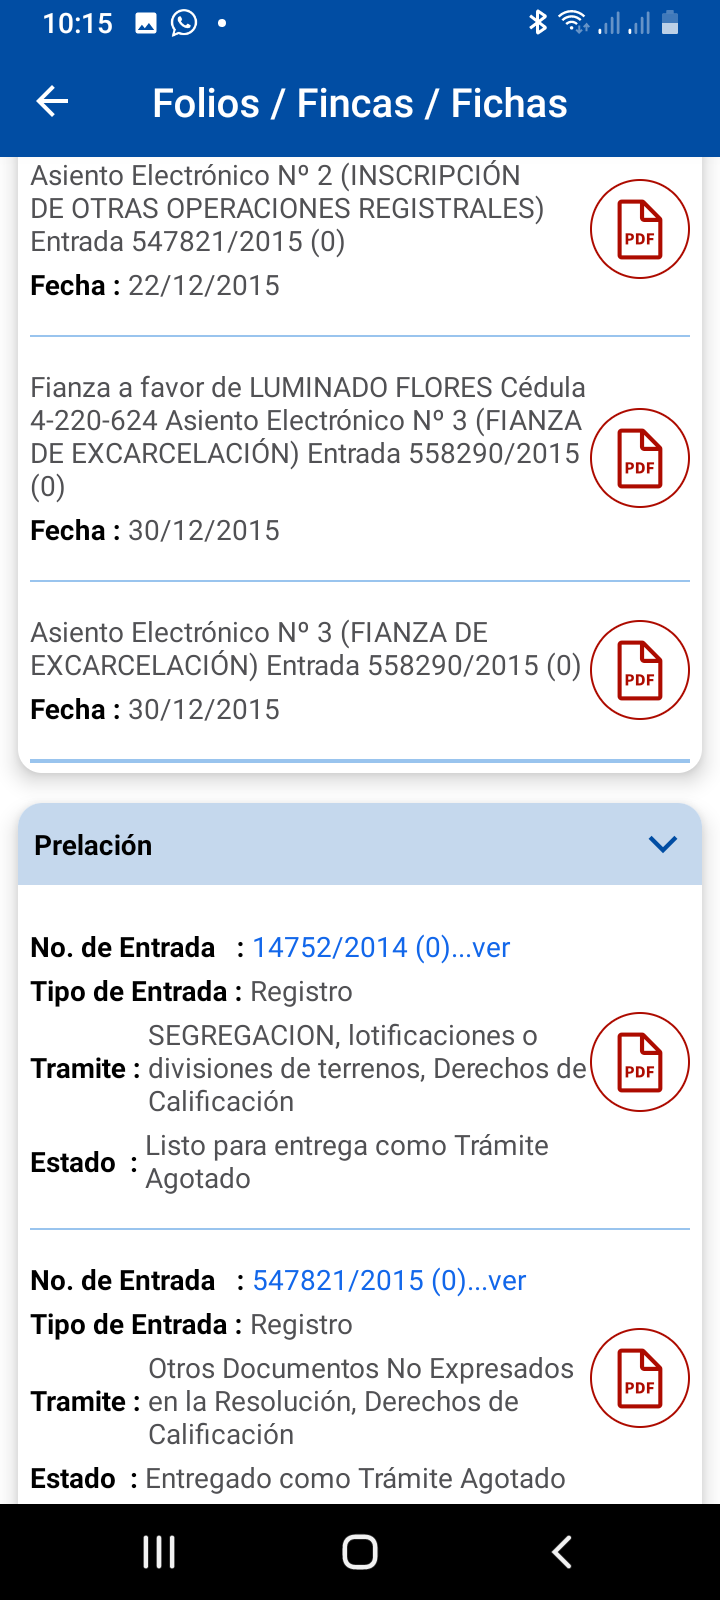 10:15
Folios / Fincas / Fichas
Asiento Electrónico Nº 2 (INSCRIPCIÓN
DE OTRAS OPERACIONES REGISTRALES)
Entrada 547821/2015 (0)
PDF
Fecha : 22/12/2015
Fianza a favor de LUMINADO FLORES Cédula
4-220-624 Asiento Electrónico Nº 3 (FIANZA
DE EXCARCELACIÓN) Entrada 558290/2015
(0)
PDF
Fecha : 30/12/2015
Asiento Electrónico Nº 3 (FIANZA DE
EXCARCELACIÓN) Entrada 558290/2015 (0)
PDF
Fecha : 30/12/2015
Prelación
No. de Entrada : 14752/2014 (0)...ver
Tipo de Entrada : Registro
Tramite : SEGREGACION, lotificaciones o
divisiones de terrenos, Derechos de
Calificación
PDF
Estado : Listo para entrega como Trámite
Agotado
No. de Entrada : 547821/2015 (0)...ver
Tipo de Entrada : Registro
Tramite : Otros Documentos No Expresados
en la Resolución, Derechos de
Calificación
PDF
Estado : Entregado como Trámite Agotado